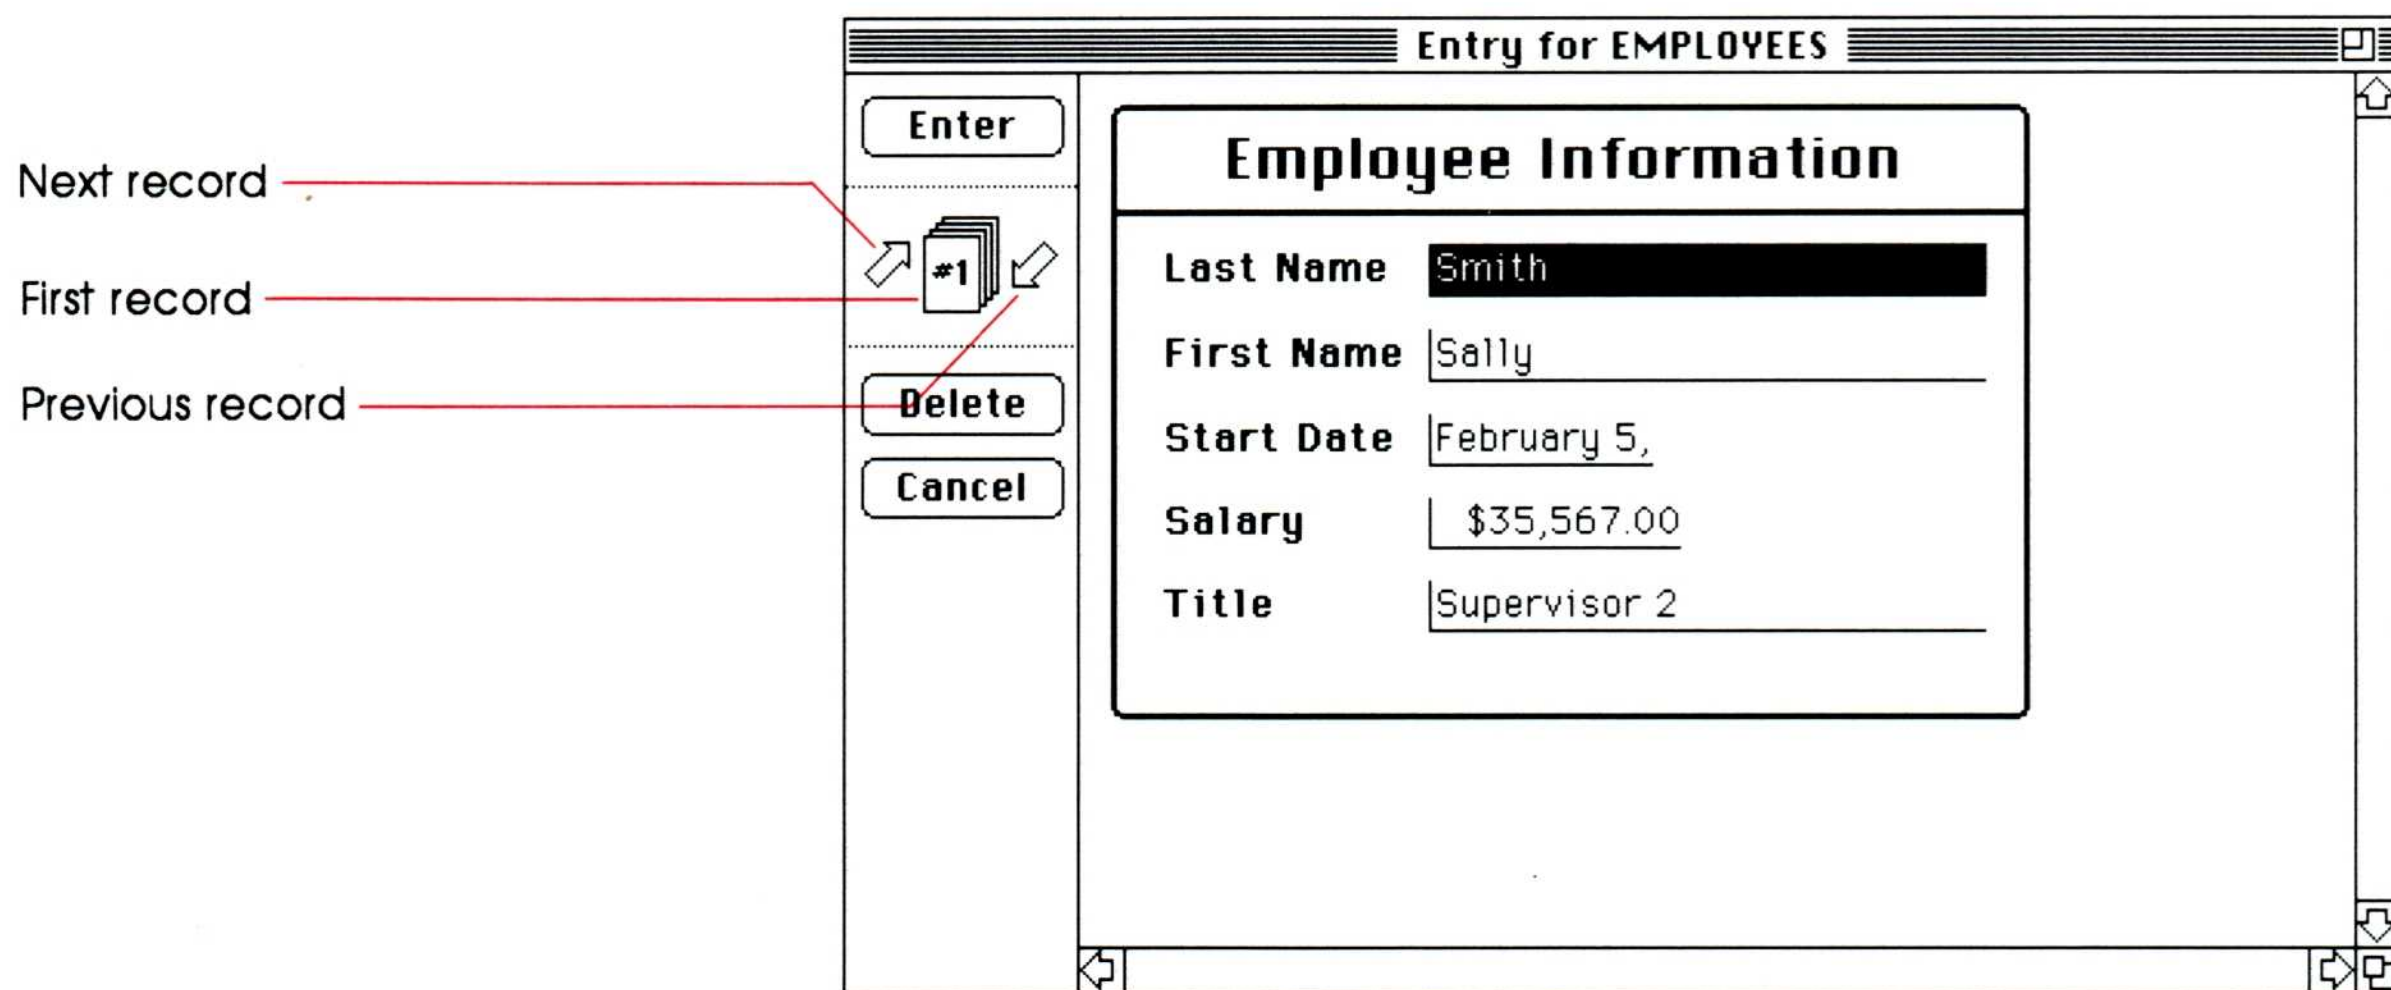 Entry for EMPLOYEES
Next record
First record
Previous record
Enter
#1
Delete
Cancel
Employee Information
Last Name Smith
First Name Sally
Start Date February 5,
Salary $35,567.00
Title Supervisor 2